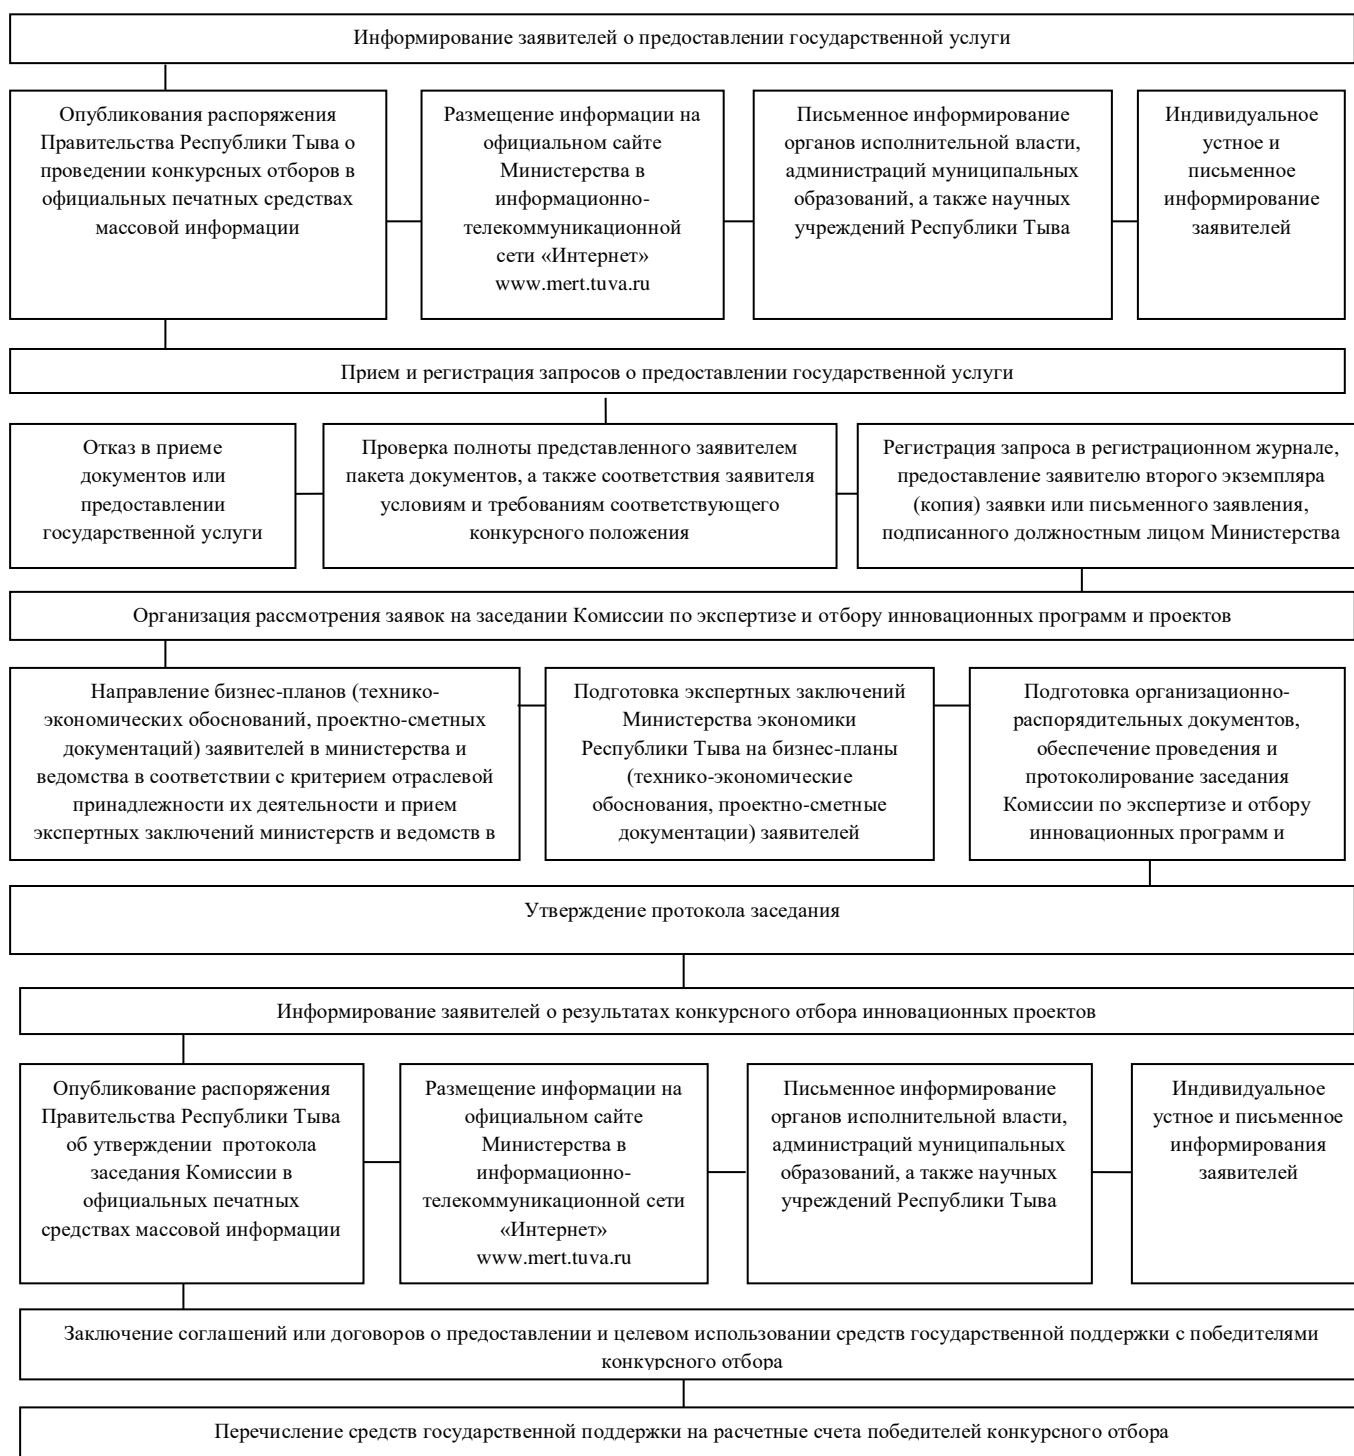 Информирование заявителей о предоставлении государственной услуги
Опубликования распоряжения
Правительства Республики Тыва о
проведении конкурсных отборов в
официальных печатных средствах
массовой информации
Размещение информации на
официальном сайте
Министерства в
информационно-
телекоммуникационной
сети «Интернет»
www.mert.tuva.ru
Письменное информирование
органов исполнительной власти,
администраций муниципальных
образований, а также научных
учреждений Республики Тыва
Индивидуальное
устное и
письменное
информирование
заявителей
Прием и регистрация запросов о предоставлении государственной услуги
Отказ в приеме
документов или
предоставлении
государственной услуги
Проверка полноты представленного заявителем
пакета документов, а также соответствия заявителя
условиям и требованиям соответствующего
конкурсного положения
Регистрация запроса в регистрационном журнале,
предоставление заявителю второго экземпляра
(копия) заявки или письменного заявления,
подписанного должностным лицом Министерства
Организация рассмотрения заявок на заседании Комиссии по экспертизе и отбору инновационных программ и проектов
Направление бизнес-планов (технико-
экономических обоснований, проектно-сметных
документаций) заявителей в министерства и
ведомства в соответствии с критерием отраслевой
принадлежности их деятельности и прием
экспертных заключений министерств и ведомств в
Подготовка экспертных заключений
Министерства экономики
Республики Тыва на бизнес-планы
(технико-экономические
обоснования, проектно-сметные
документации) заявителей
Подготовка организационно-
распорядительных документов,
обеспечение проведения и
протоколирование заседания
Комиссии по экспертизе и отбору
инновационных программ и
Утверждение протокола заседания
Информирование заявителей о результатах конкурсного отбора инновационных проектов
Опубликование распоряжения
Правительства Республики Тыва
об утверждении протокола
заседания Комиссии в
официальных печатных
средствах массовой информации
Размещение информации на
официальном сайте
Министерства в
информационно-
телекоммуникационной сети
«Интернет»
www.mert.tuva.ru
Письменное информирование
органов исполнительной власти,
администраций муниципальных
образований, а также научных
учреждений Республики Тыва
Индивидуальное
устное и письменное
информирования
заявителей
Заключение соглашений или договоров о предоставлении и целевом использовании средств государственной поддержки с победителями
конкурсного отбора
Перечисление средств государственной поддержки на расчетные счета победителей конкурсного отбора